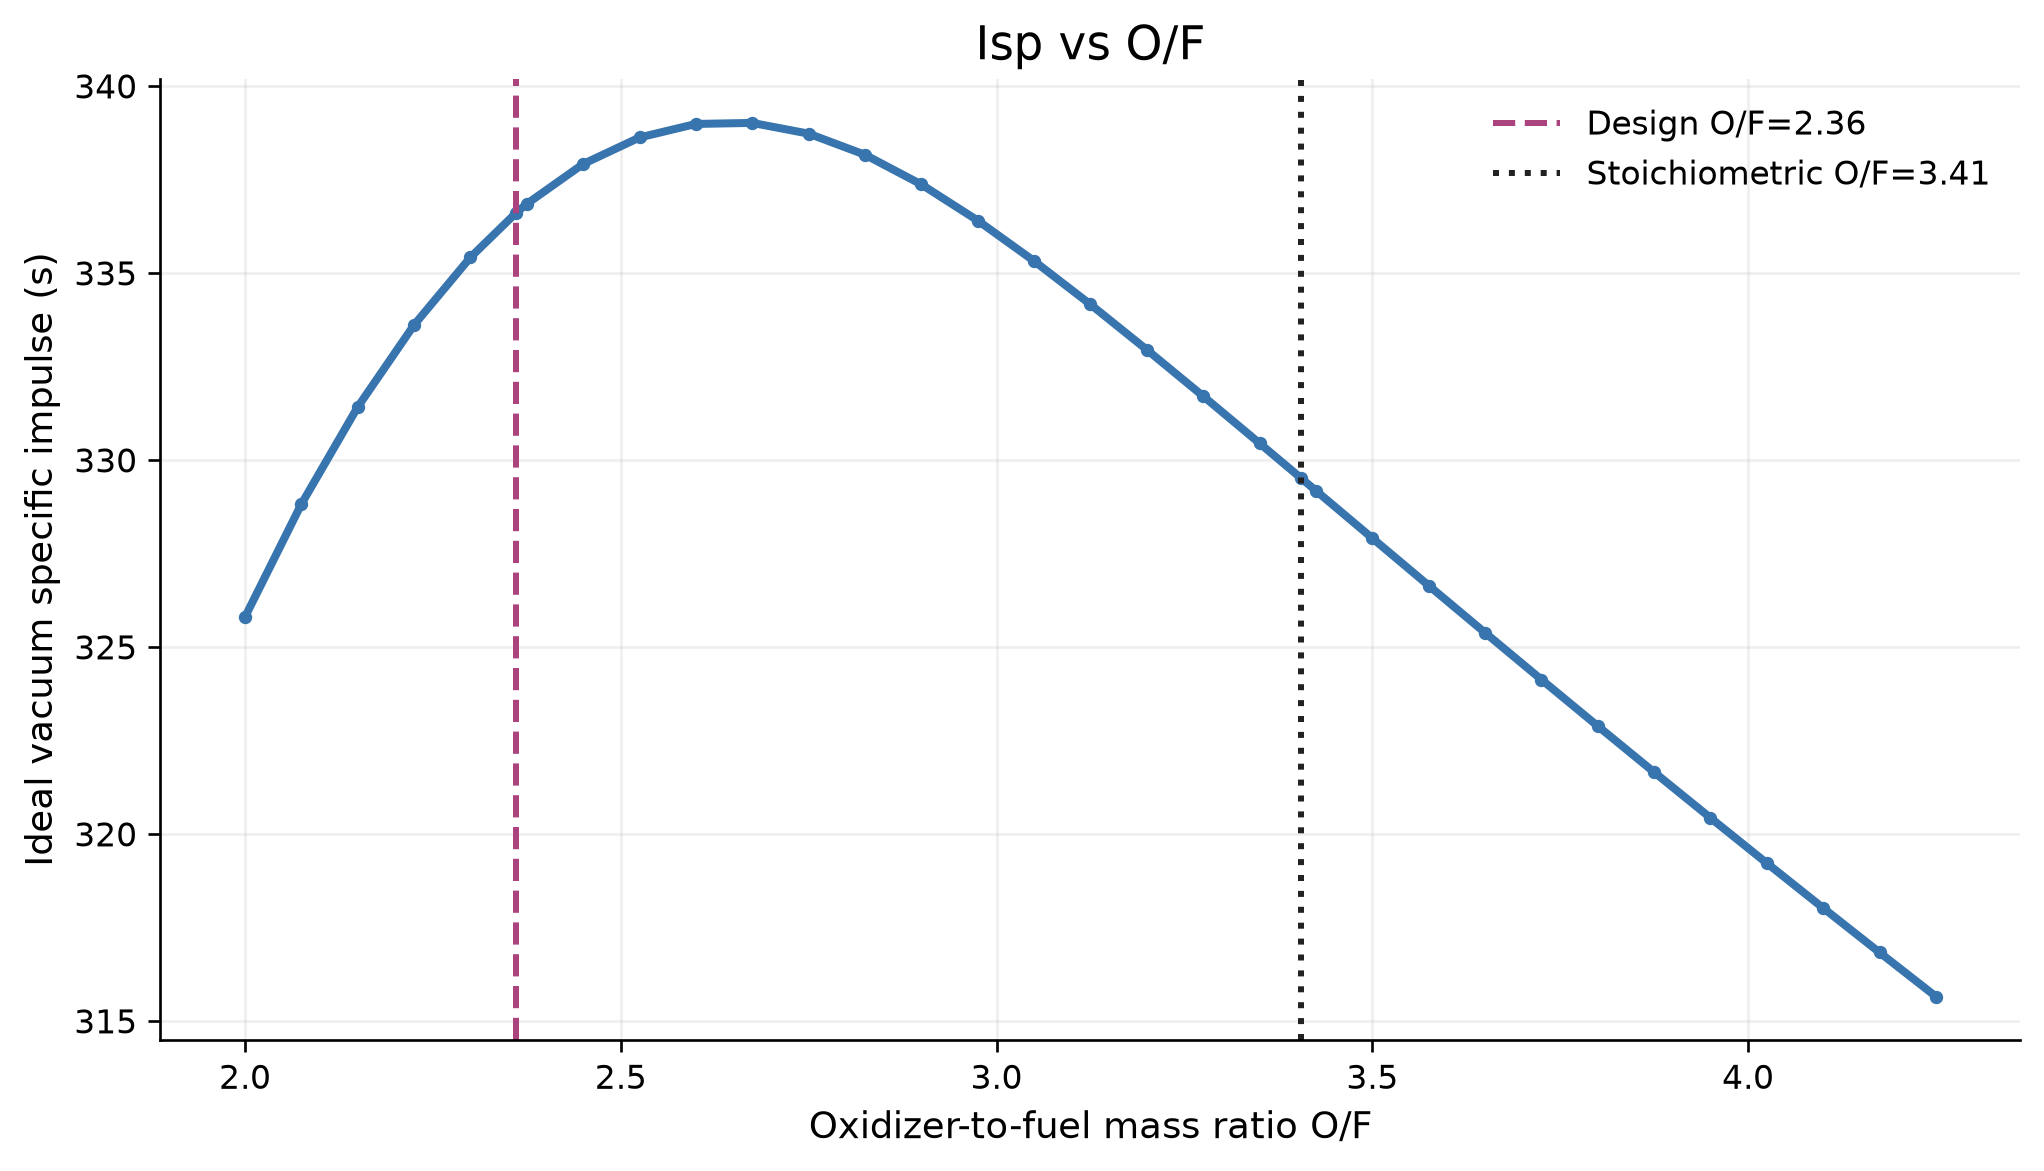 Isp vs O/F
340
335
330
325
320
315
Ideal vacuum specific impulse (s)
Design O/F=2.36
Stoichiometric O/F=3.41
2.0
2.5
3.0
3.5
4.0
Oxidizer-to-fuel mass ratio O/F